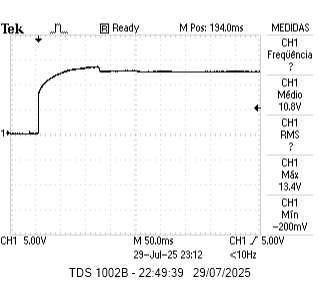 Tek R Ready M Pos: 194.0ms MEDIDAS
CH1
Freqüência
?
CH1
Médio
10.8V
CH1
RMS
?
CH1
Máx
13.4V
CH1
Mín
-200mV
1
CH1 5.00V M 50.0ms CH1 / 5.00V
29-Jul-25 23:12 <10Hz
TDS 1002B - 22:49:39 29/07/2025